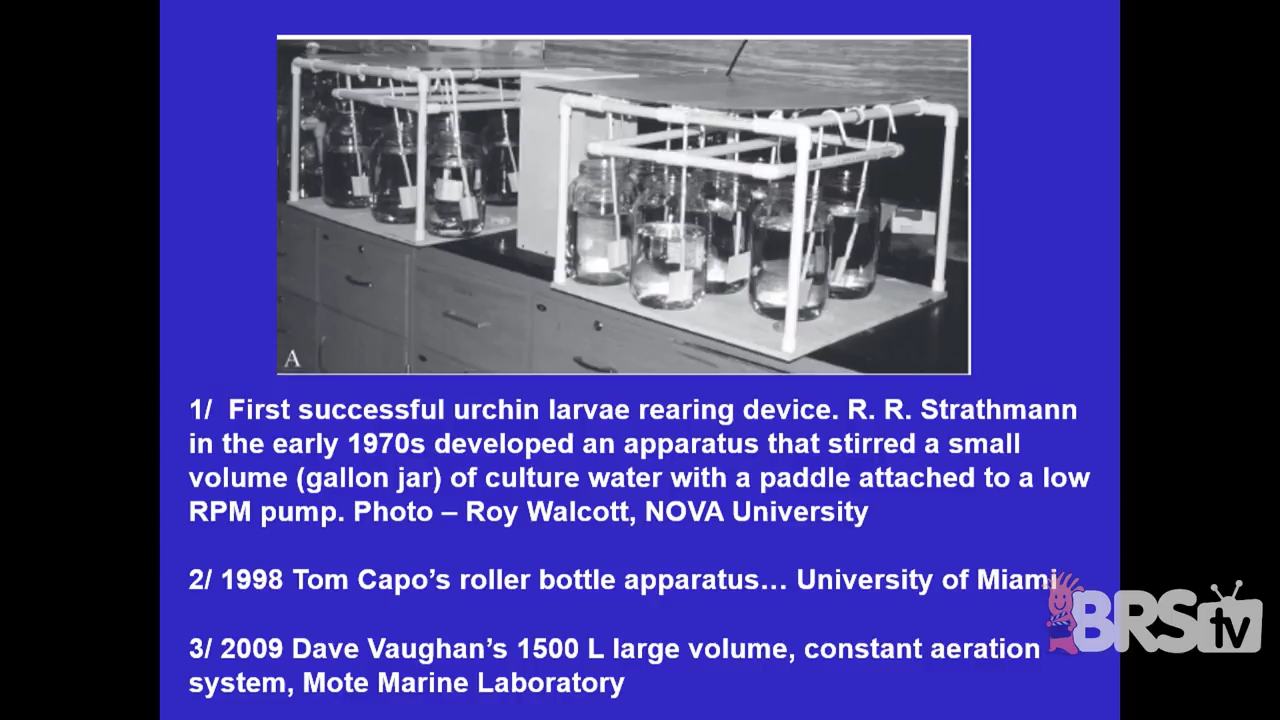 A
1/  First successful urchin larvae rearing device. R. R. Strathmann
in the early 1970s developed an apparatus that stirred a small
volume (gallon jar) of culture water with a paddle attached to a low
RPM pump. Photo – Roy Walcott, NOVA University
2/ 1998 Tom Capo’s roller bottle apparatus… University of Miami
3/ 2009 Dave Vaughan’s 1500 L large volume, constant aeration
system, Mote Marine Laboratory
BRS tv